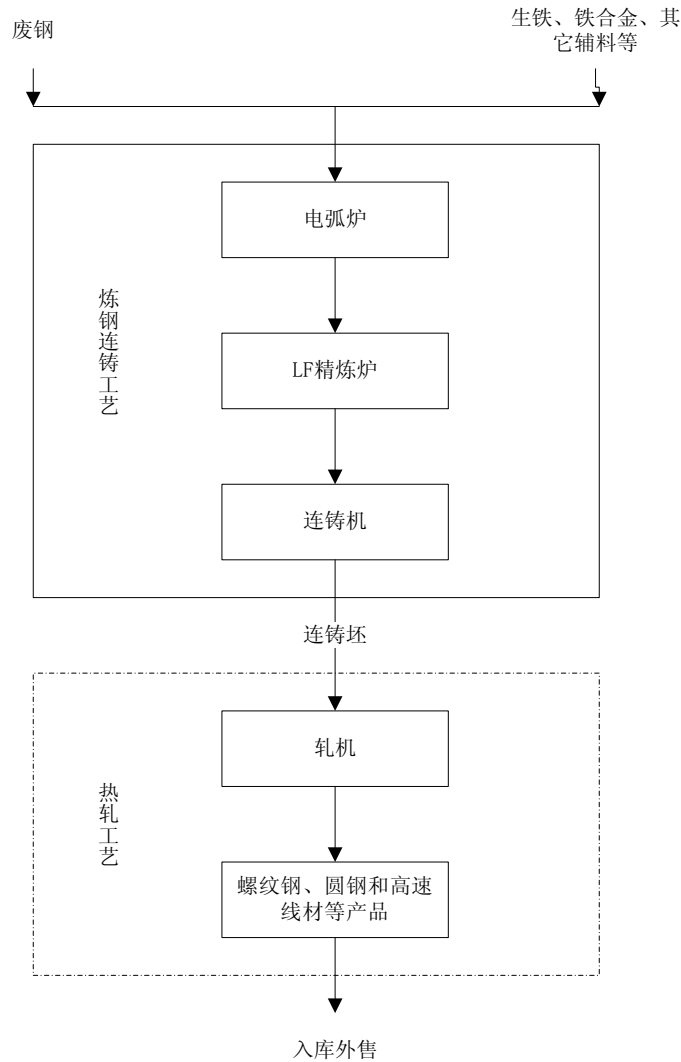 废钢
生铁、铁合金、其
它辅料等
电弧炉
炼钢连铸工艺
LF精炼炉
连铸机
连铸坯
轧机
热轧工艺
螺纹钢、圆钢和高速
线材等产品
入库外售